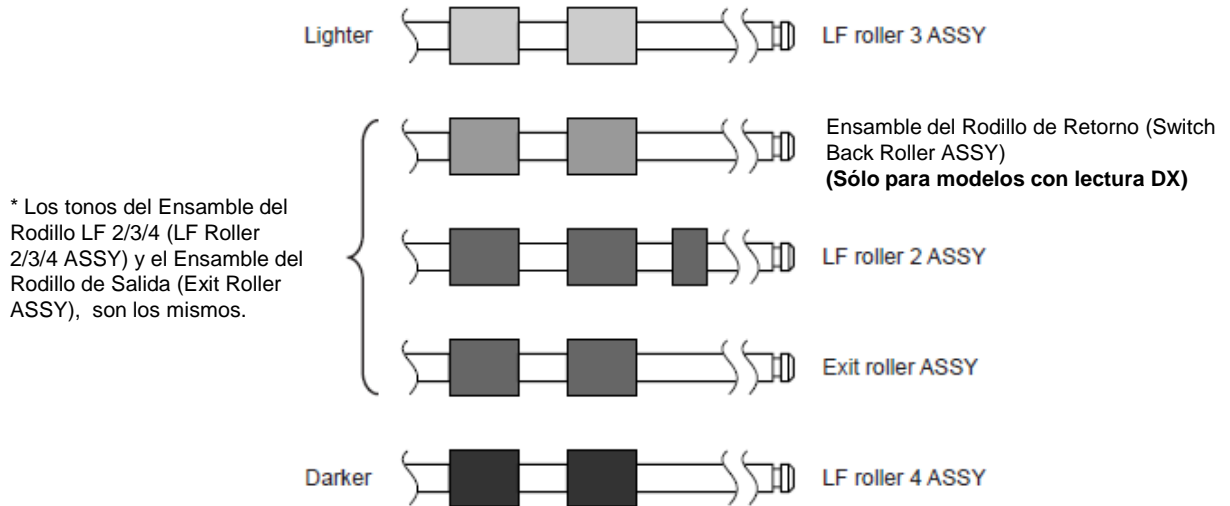 Lighter
LF roller 3 ASSY
Ensamble del Rodillo de Retorno (Switch
Back Roller ASSY)
(Sólo para modelos con lectura DX)
* Los tonos del Ensamble del
Rodillo LF 2/3/4 (LF Roller
2/3/4 ASSY) y el Ensamble del
Rodillo de Salida (Exit Roller
ASSY), son los mismos.
LF roller 2 ASSY
Exit roller ASSY
Darker
LF roller 4 ASSY